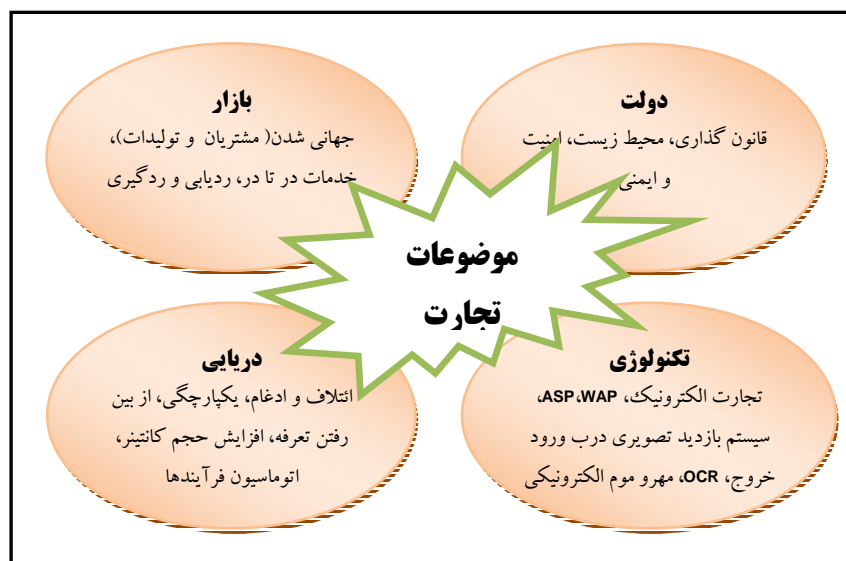 دولت
قانون گذاری، محیط زیست، امنیت
و ایمنی
بازار
جهانی شدن( مشتریان و تولیدات)،
خدمات در تا در، ردیابی و ردگیری
موضوعات
تجارت
تکنولوژی
تجارت الکترونیک، ASP،WAP،
سیستم بازدید تصویری درب ورود
خروج، OCR، مهرو موم الکترونیکی
دریایی
ائتلاف و ادغام، یکپارچگی، از بین
رفتن تعرفه، افزایش حجم کانتینر،
اتوماسیون فرآیندها